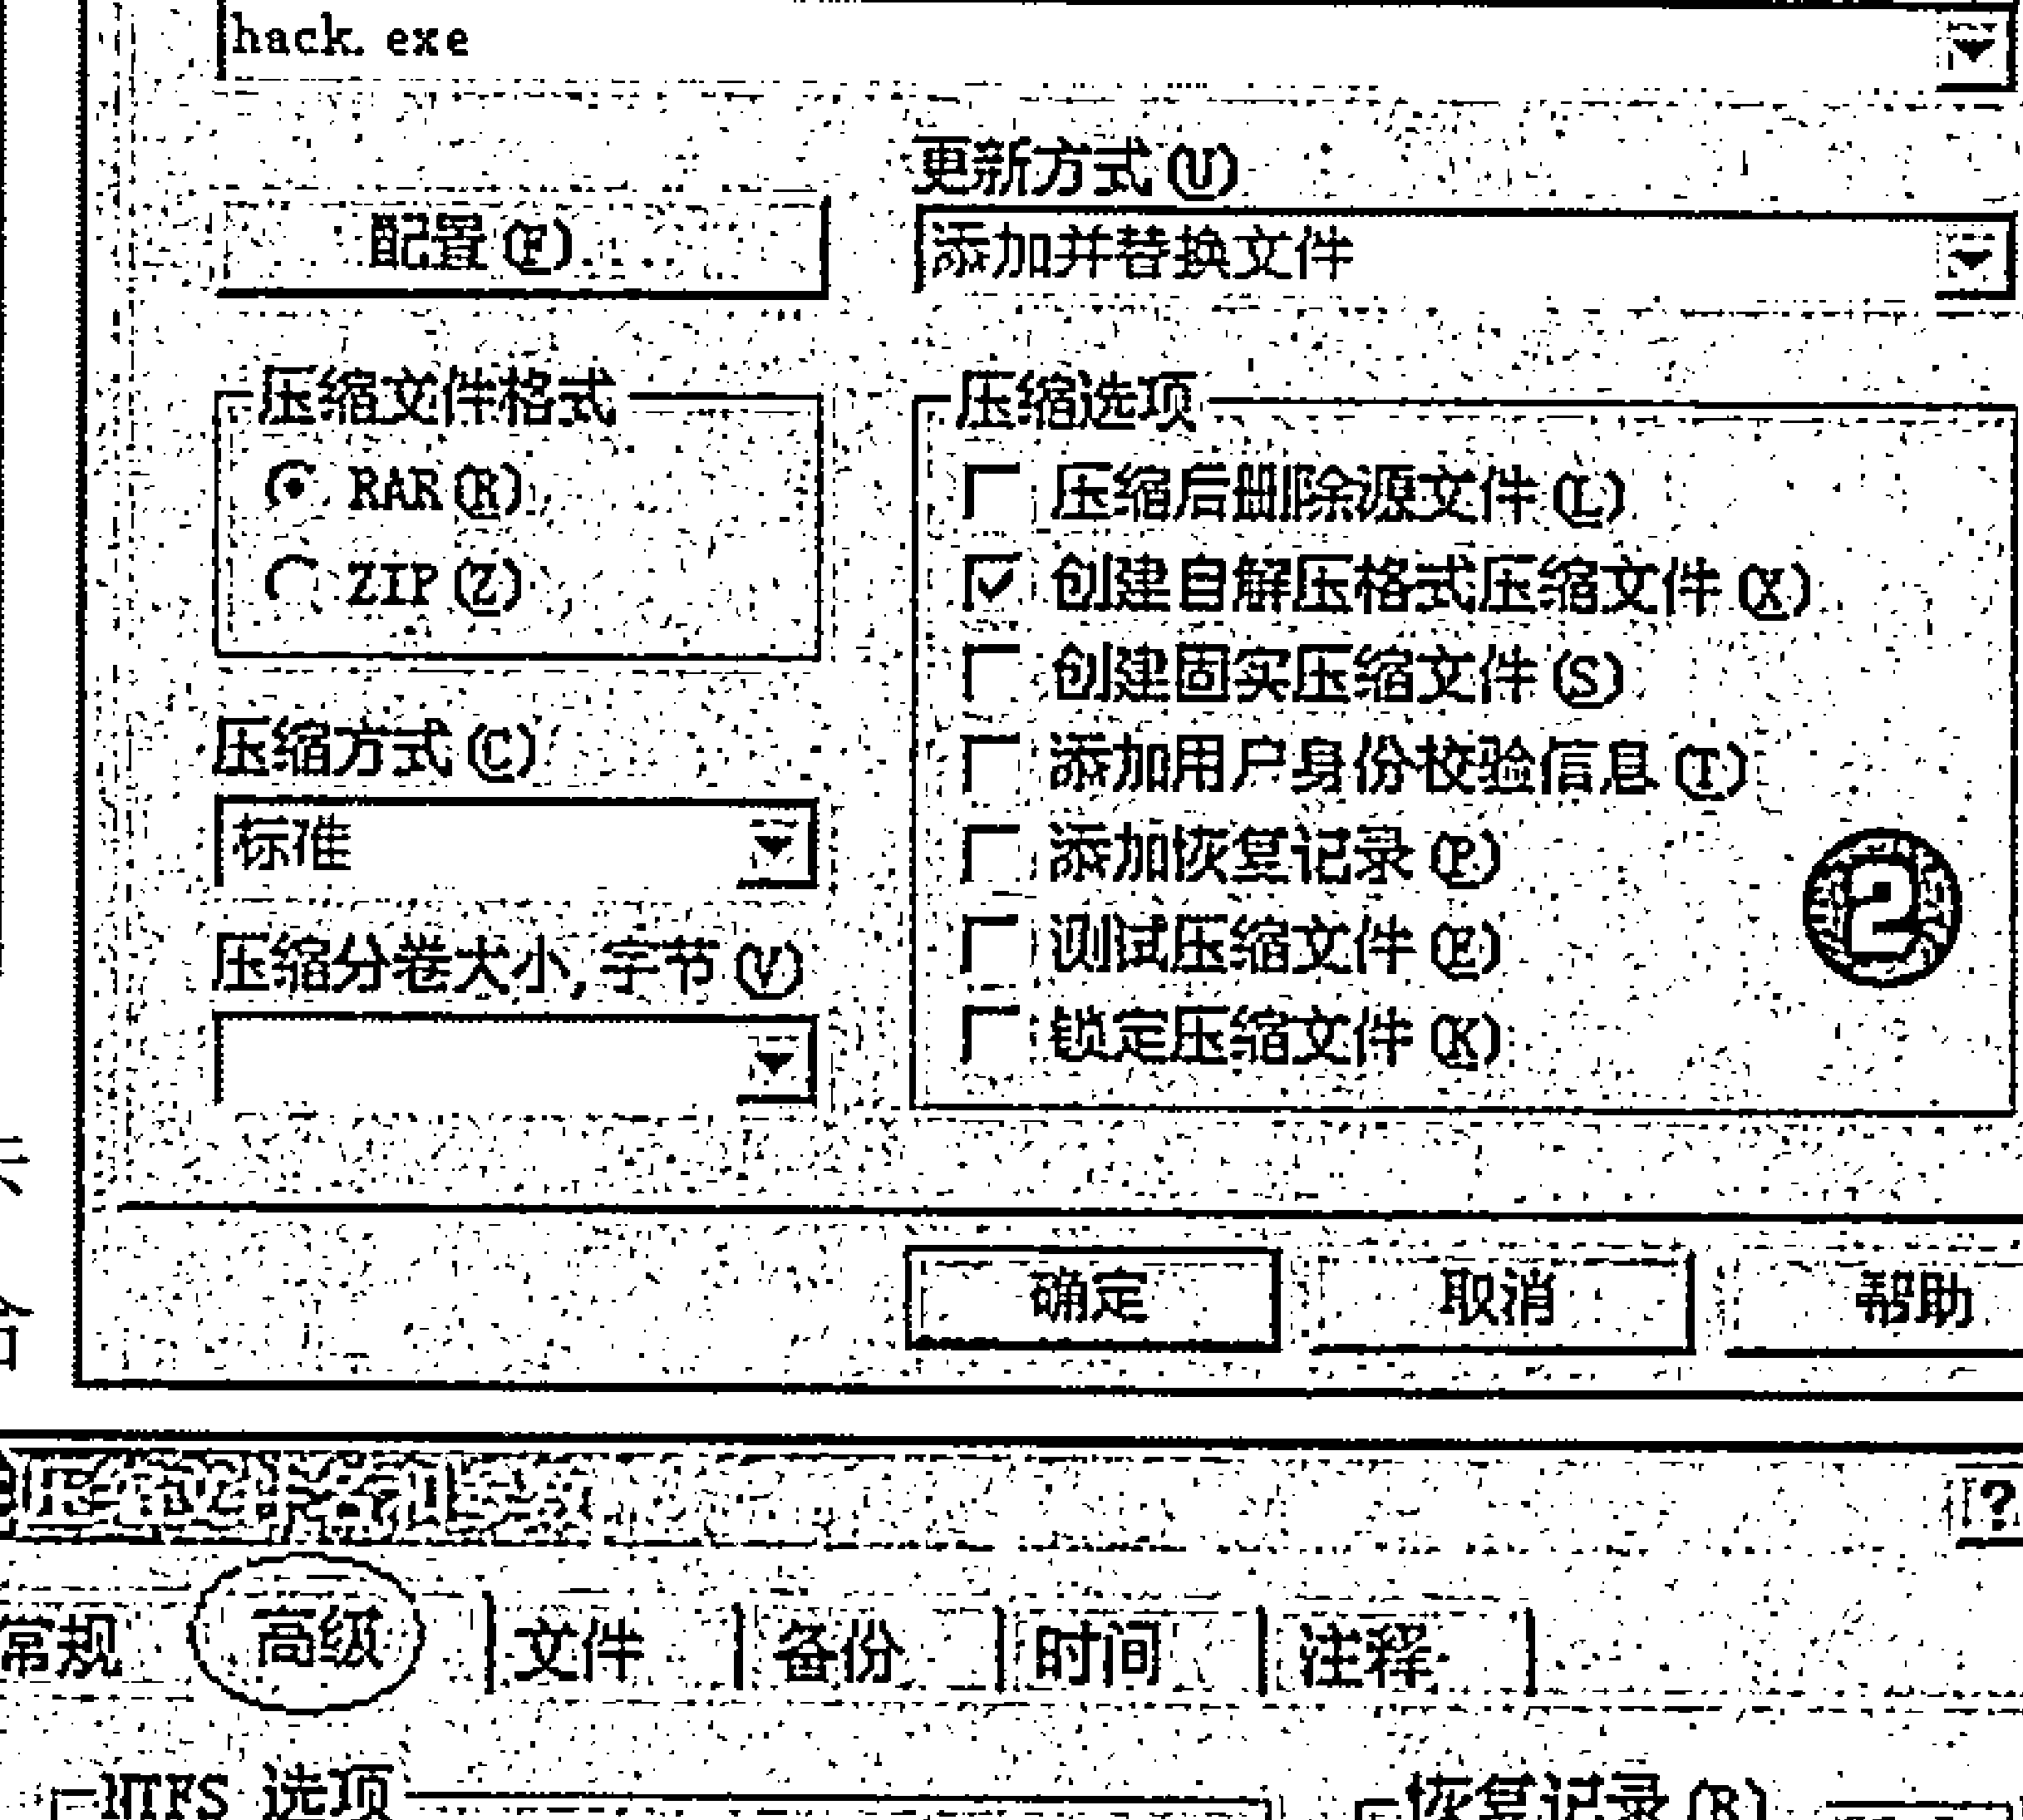 hack.exe
更新方式(U)
配置(F)...
添加并替换文件
压缩文件格式
压缩选项
RAR(R)
压缩后删除源文件(L)
ZIP(Z)
创建自解压格式压缩文件(X)
创建固实压缩文件(S)
压缩方式(C)
添加用户身份校验信息(T)
标准
添加恢复记录(P)
2
压缩分卷大小,字节(V)
测试压缩文件(E)
锁定压缩文件(K)
确定 取消 帮助
?
常规 高级 文件 备份 时间 注释
NTFS 选项 恢复记录(R)